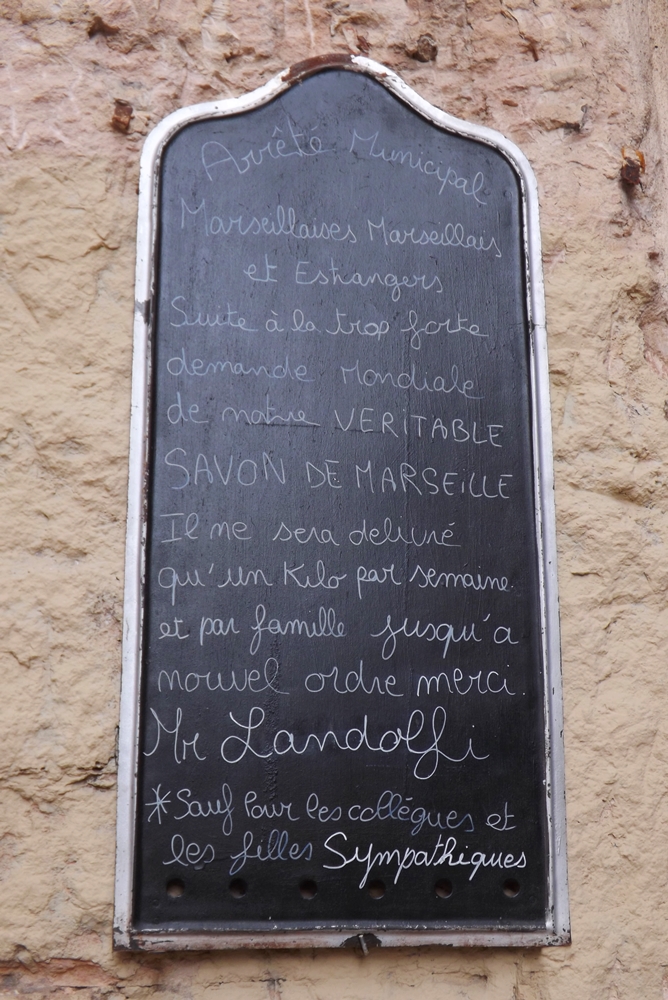 Arrêté Municipal
Marseillaises Marseillais
et Estrangers
Suite à la trop forte
demande Mondiale
de notre VERITABLE
SAVON DE MARSEILLE
Il ne sera delivré
qu'un Kilo par semaine
et par famille jusqu'a
nouvel ordre merci.
Mr Landolfi
*Sauf Pour les collègues et
les filles Sympathiques